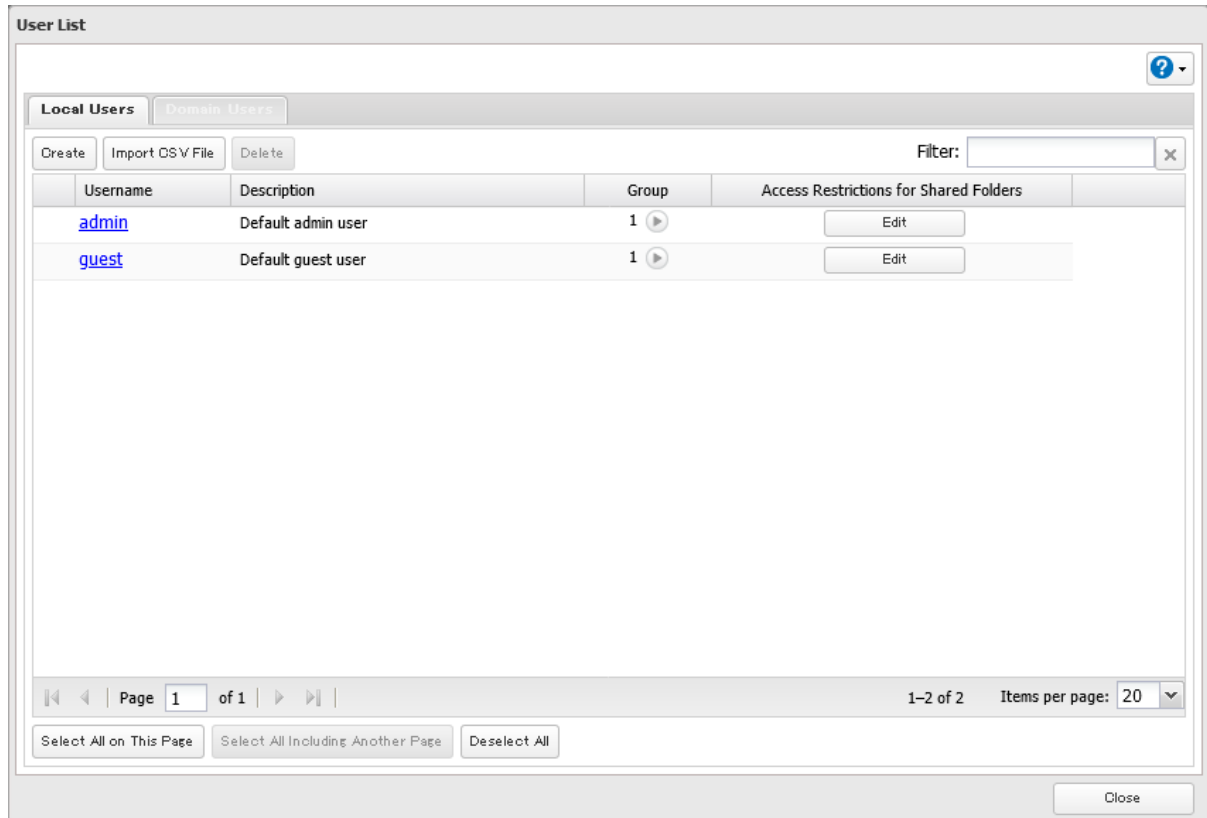 User List
Local Users Domain Users
Create Import CSV File Delete Filter:
Username Description Group Access Restrictions for Shared Folders
admin Default admin user 1 Edit
guest Default guest user 1 Edit
Page 1 of 1 1–2 of 2 Items per page: 20
Select All on This Page Select All Including Another Page Deselect All
Close